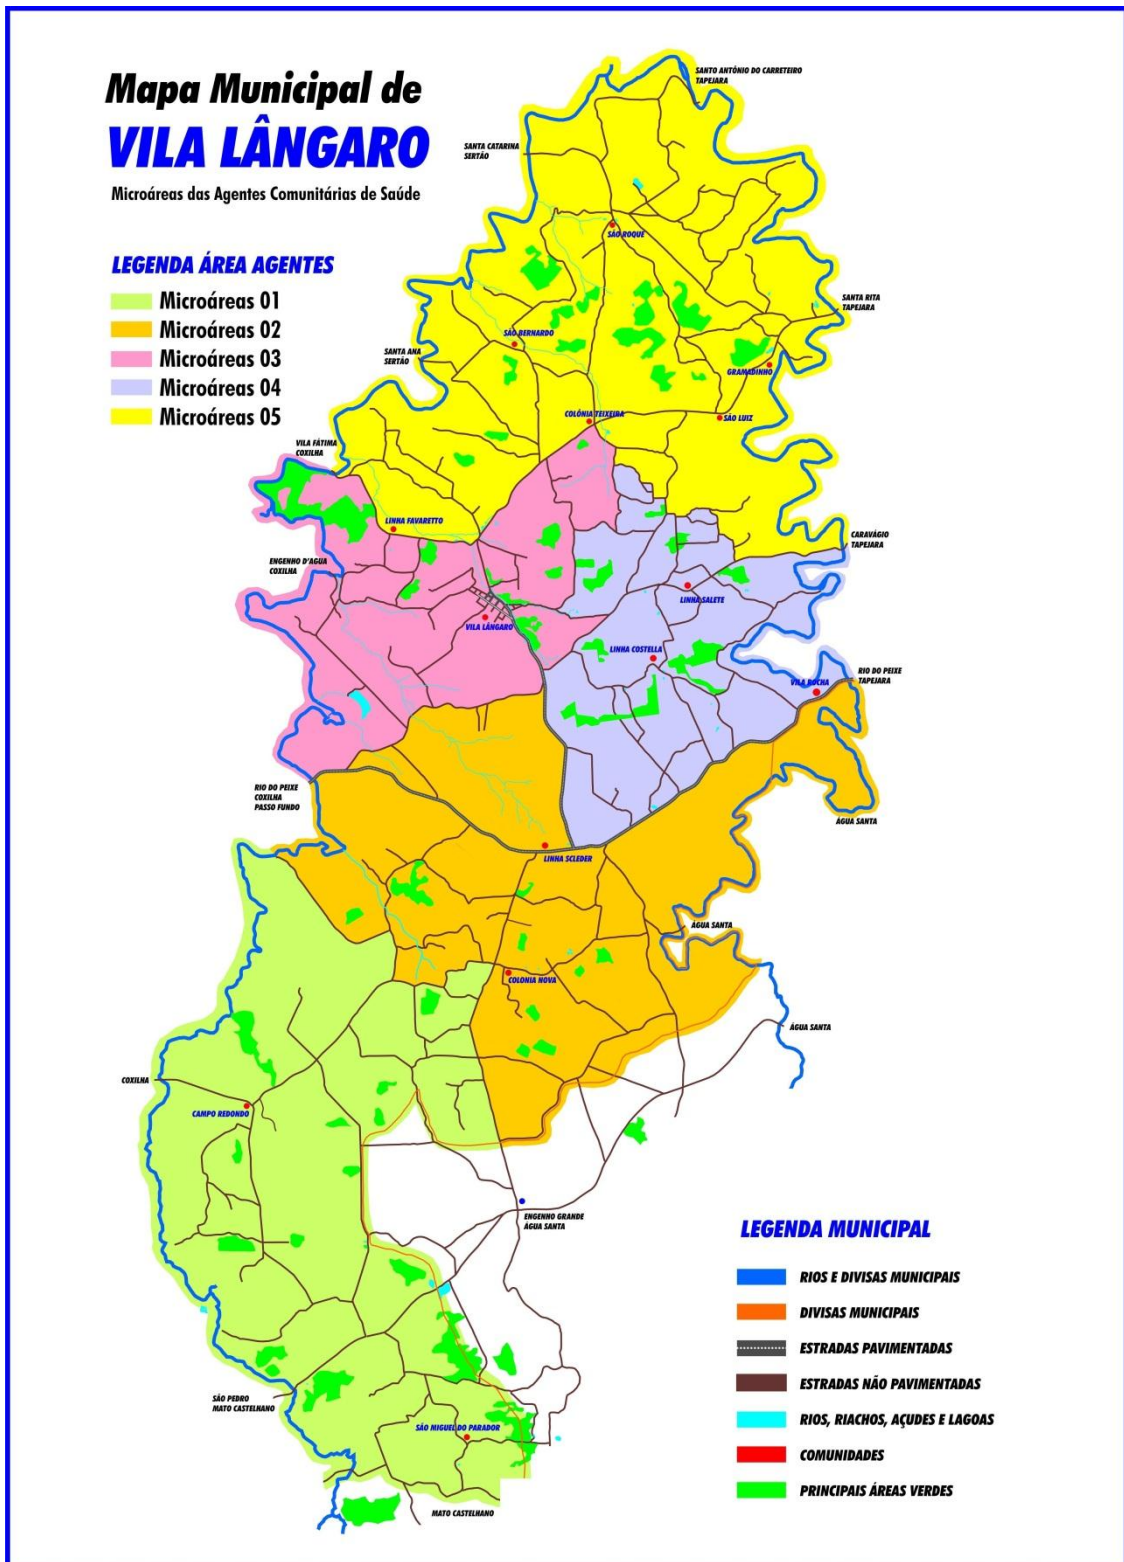 Mapa Municipal de
VILA LÂNGARO
Microáreas das Agentes Comunitárias de Saúde
LEGENDA ÁREA AGENTES
Microáreas 01
Microáreas 02
Microáreas 03
Microáreas 04
Microáreas 05
SANTO ANTÓNIO DO CARRETEIRO
TAPEJARA
SANTA CATARINA
SERTÃO
SÃO ROQUE
SANTA RITA
TAPEJARA
SÃO BERNARDO
SANTA ANA
SERTÃO
GRAMADINHO
COLÔNIA TEIXEIRA
SÃO LUIZ
VILA FÁTIMA
COXILHA
LINHA FAVARETTO
CARAVÁGIO
TAPEJARA
ENGENHO D'AGUA
COXILHA
LINHA SALETE
VILA LÂNGARO
LINHA COSTELLA
RIO DO PEIXE
TAPEJARA
VILA ROCHA
RIO DO PEIXE
COXILHA
PASSO FUNDO
ÁGUA SANTA
LINHA SCLEDER
ÁGUA SANTA
COLONIA NOVA
ÁGUA SANTA
COXILHA
CAMPO REDONDO
ENGENHO GRANDE
ÁGUA SANTA
SÃO PEDRO
MATO CASTELHANO
SÃO MIGUEL DO PARADOR
MATO CASTELHANO
LEGENDA MUNICIPAL
RIOS E DIVISAS MUNICIPAIS
DIVISAS MUNICIPAIS
ESTRADAS PAVIMENTADAS
ESTRADAS NÃO PAVIMENTADAS
RIOS, RIACHOS, AÇUDES E LAGOAS
COMUNIDADES
PRINCIPAIS ÁREAS VERDES